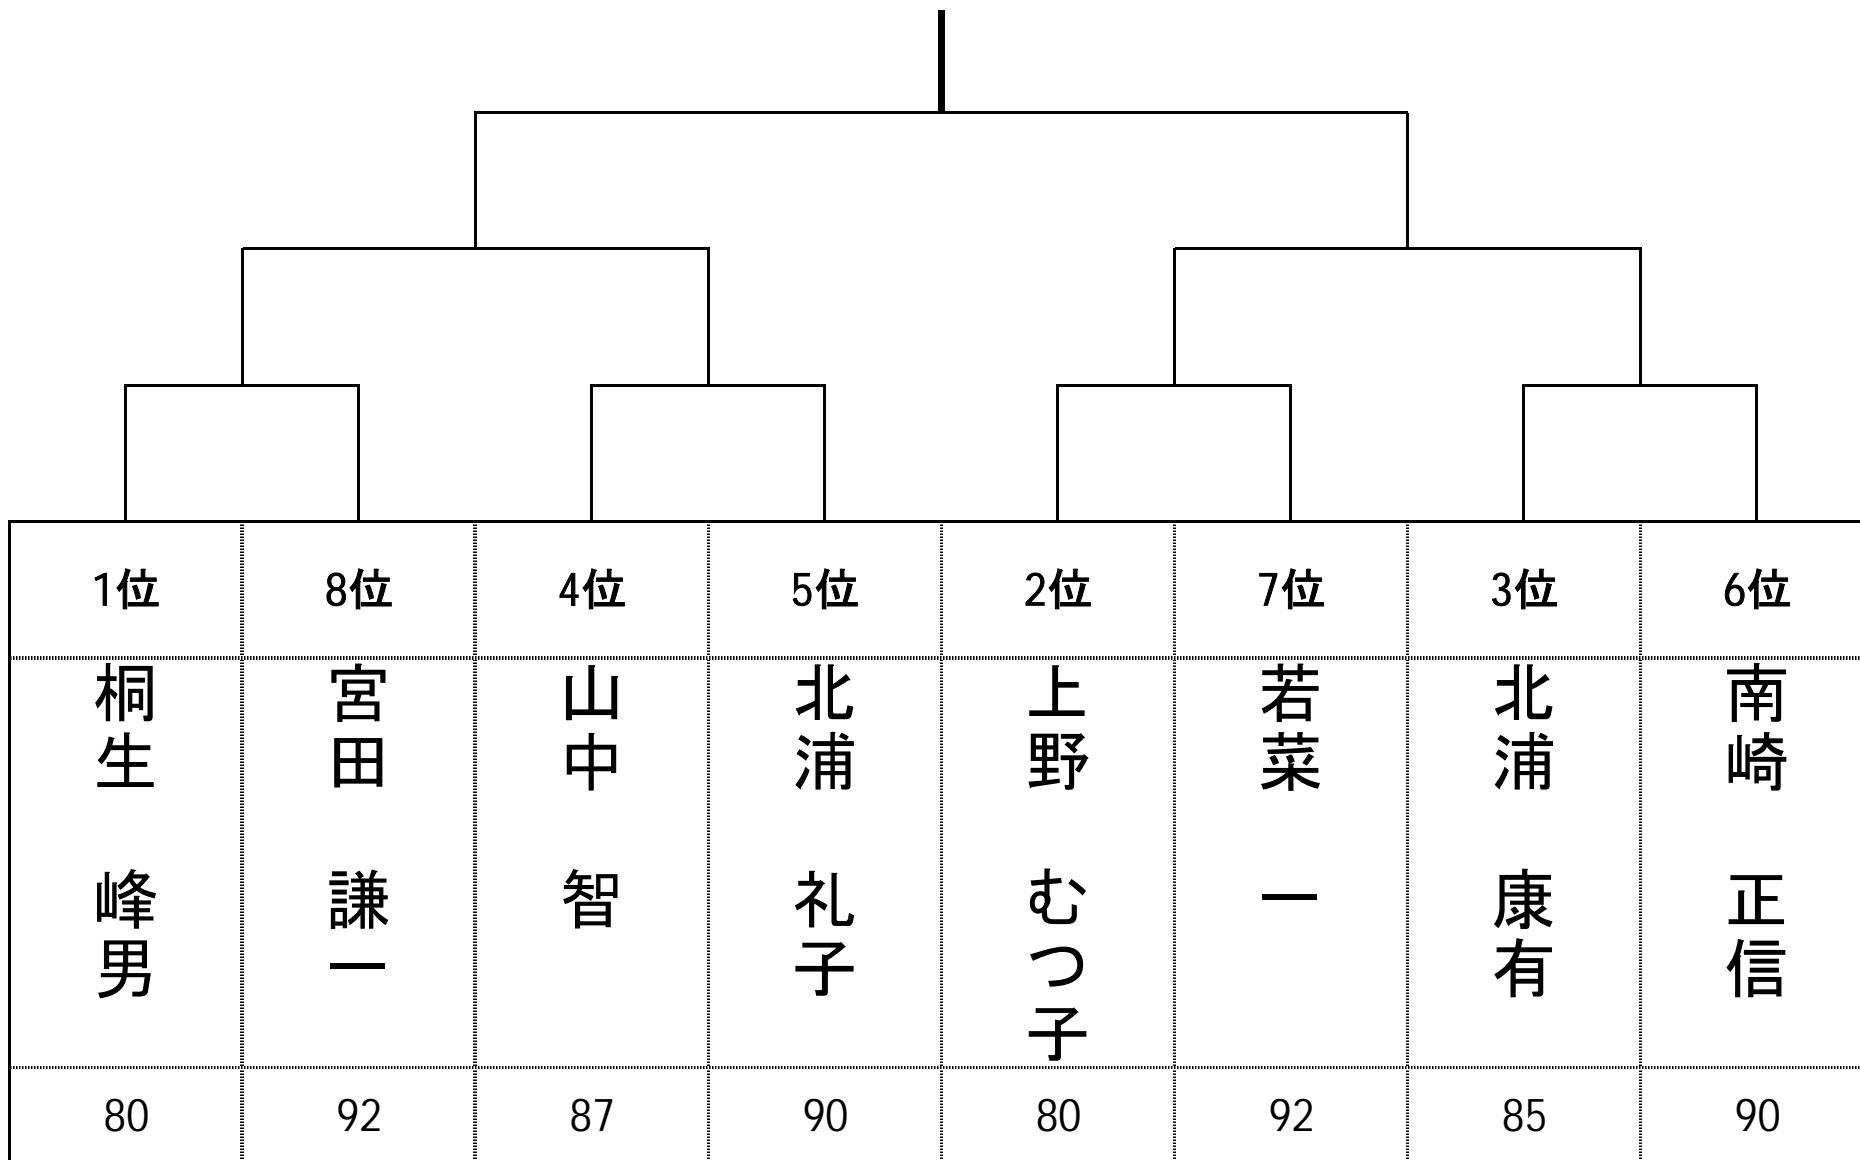 1位 8位 4位 5位 2位 7位 3位 6位
桐生 峰男
宮田 謙一
山中 智
北浦 礼子
上野 むつ子
若菜 一
北浦 康有
南崎 正信
80 92 87 90 80 92 85 90